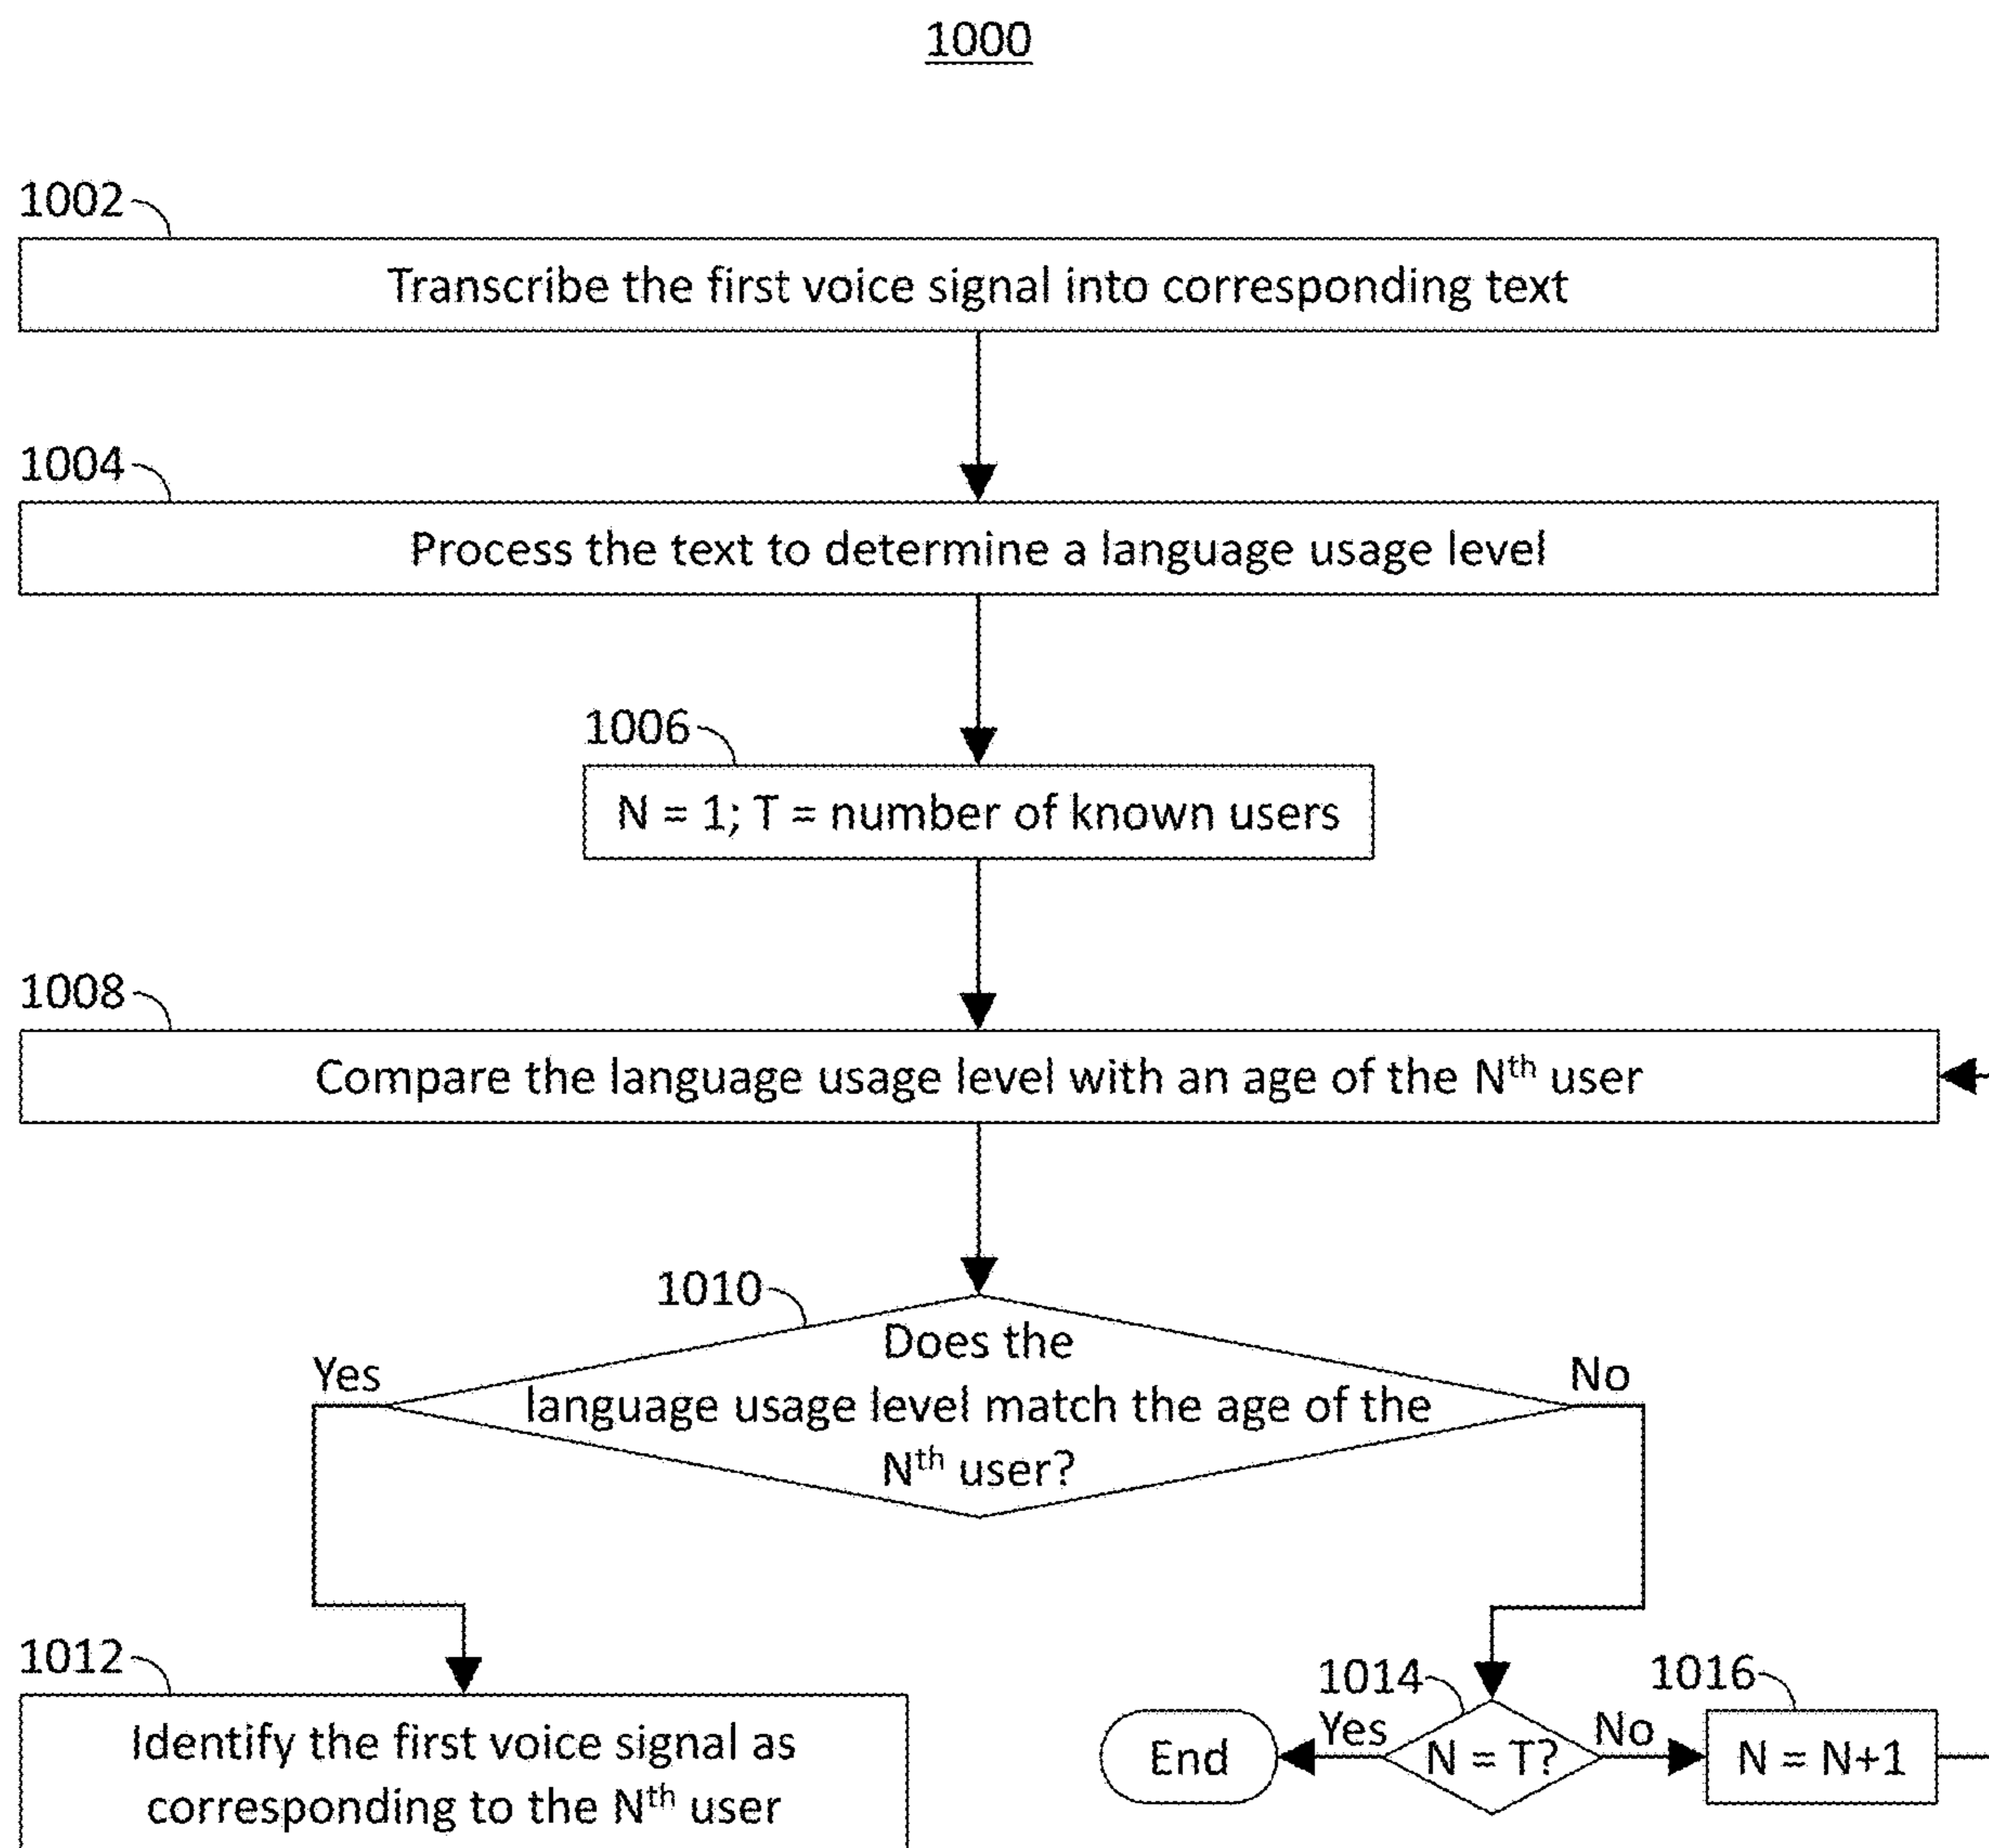 1000
1002
Transcribe the first voice signal into corresponding text
1004
Process the text to determine a language usage level
1006
N = 1; T = number of known users
1008
Compare the language usage level with an age of the Nth user
1010
Does the
Yes
No
language usage level match the age of the
Nth user?
1012
Identify the first voice signal as
corresponding to the Nth user
1014
1016
End
Yes
N = T?
No
N = N+1